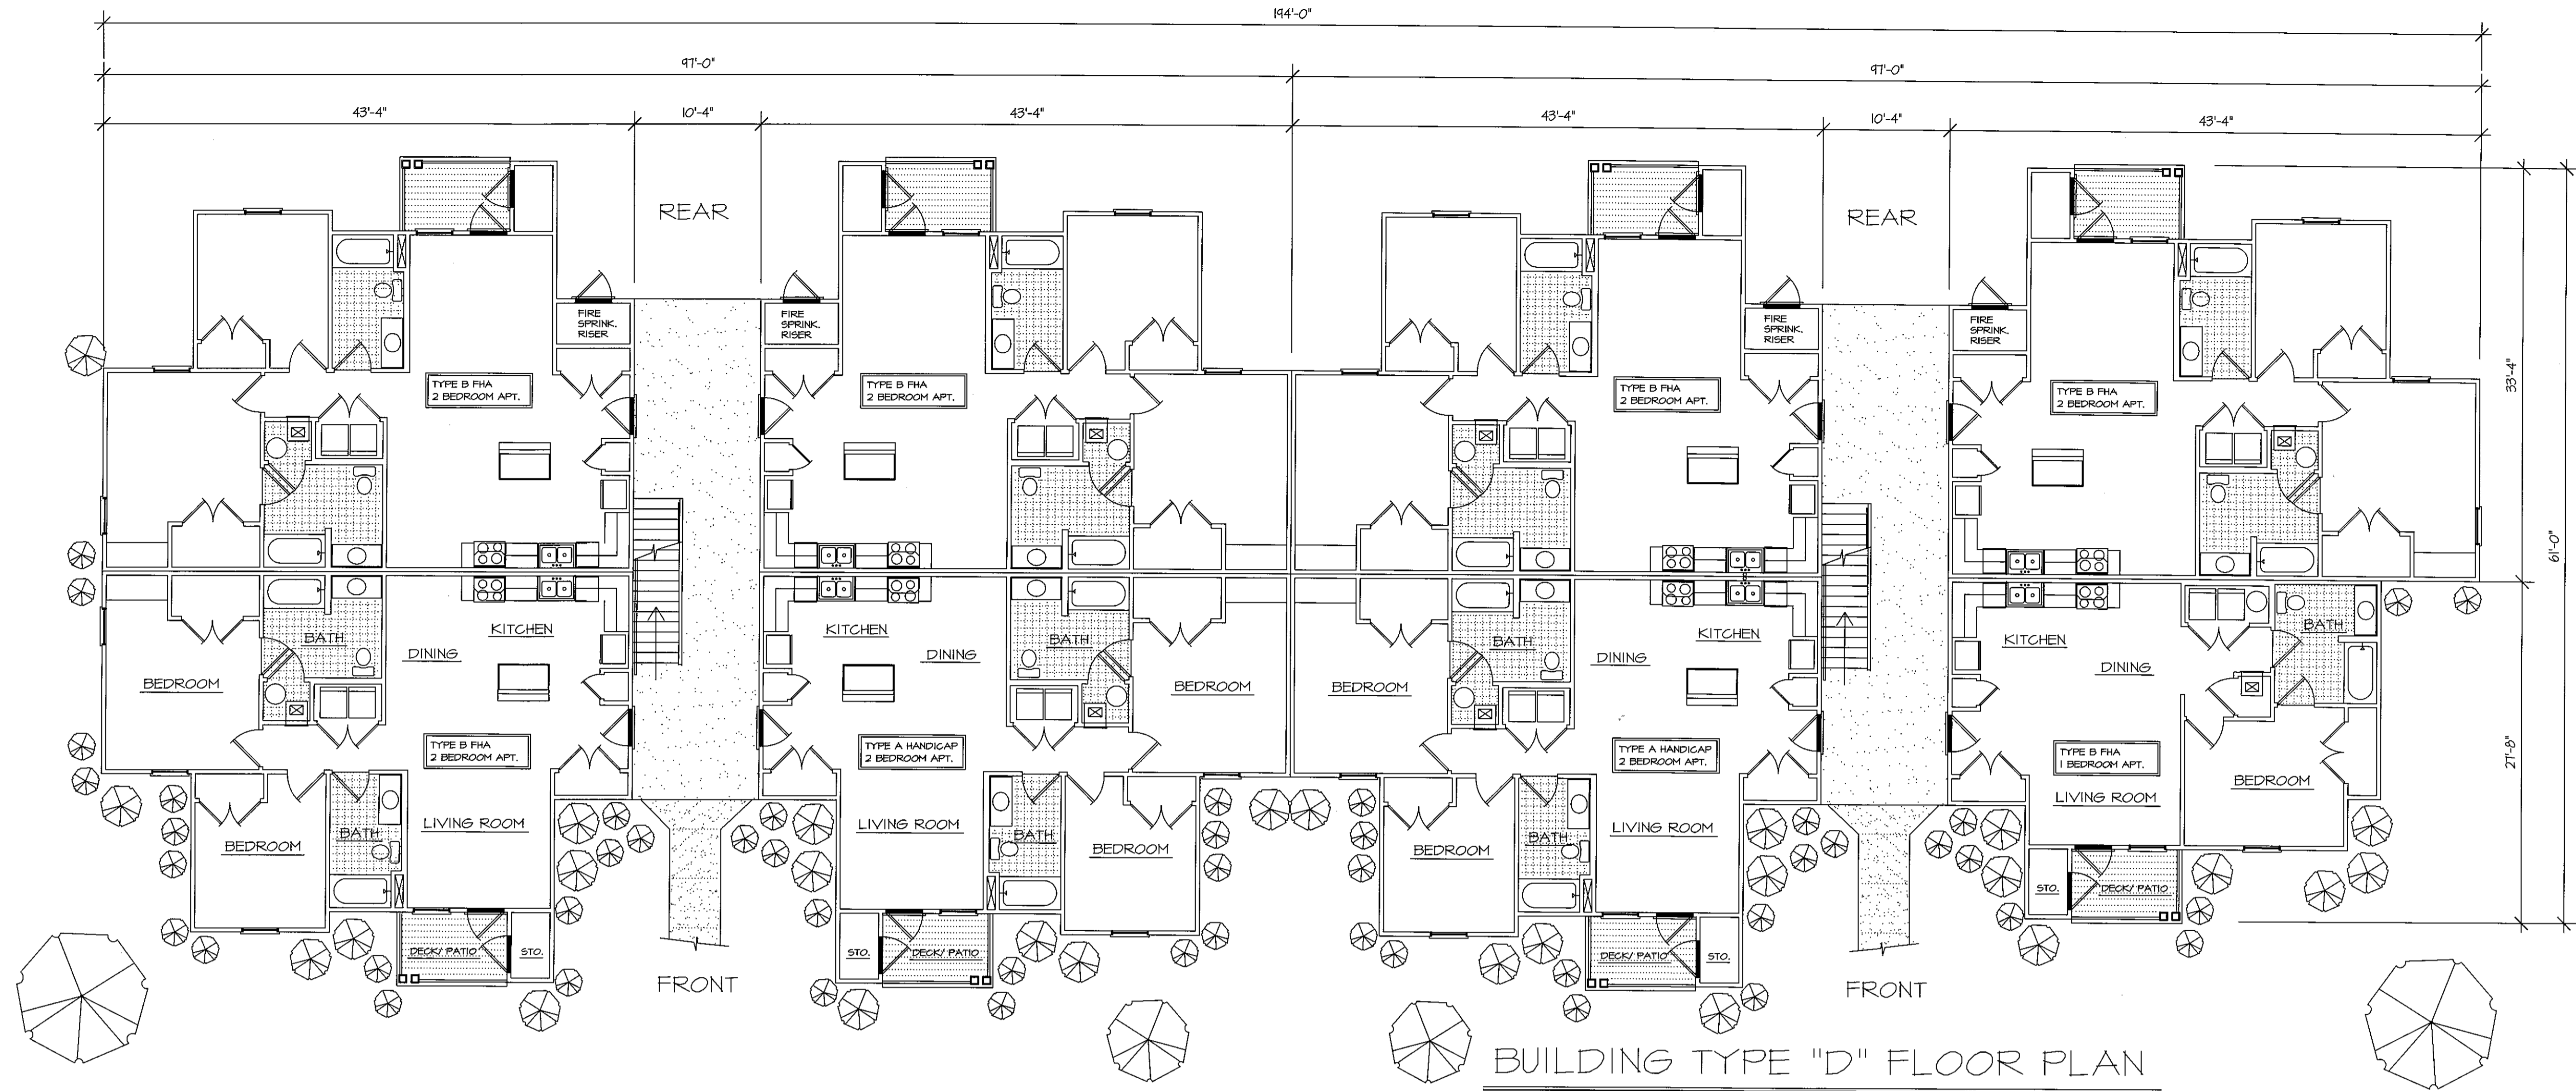 194'-0"
97'-0"
97'-0"
43'-4"
10'-4"
43'-4"
43'-4"
10'-4"
43'-4"
REAR
REAR
FIRE
SPRINK.
RISER
FIRE
SPRINK.
RISER
FIRE
SPRINK.
RISER
FIRE
SPRINK.
RISER
TYPE B FHA
2 BEDROOM APT.
TYPE B FHA
2 BEDROOM APT.
TYPE B FHA
2 BEDROOM APT.
TYPE B FHA
2 BEDROOM APT.
33'-4"
61'-0"
27'-8"
BATH
KITCHEN
DINING
BEDROOM
TYPE B FHA
2 BEDROOM APT.
LIVING ROOM
BATH
BEDROOM
DECK/ PATIO
STO.
KITCHEN
DINING
BATH
BEDROOM
TYPE A HANDICAP
2 BEDROOM APT.
LIVING ROOM
BATH
BEDROOM
STO.
DECK/ PATIO
BEDROOM
BATH
DINING
KITCHEN
TYPE A HANDICAP
2 BEDROOM APT.
LIVING ROOM
BATH
BEDROOM
DECK/ PATIO
STO.
KITCHEN
DINING
BATH
TYPE B FHA
1 BEDROOM APT.
LIVING ROOM
BEDROOM
STO.
DECK/ PATIO
FRONT
FRONT
BUILDING TYPE "D" FLOOR PLAN